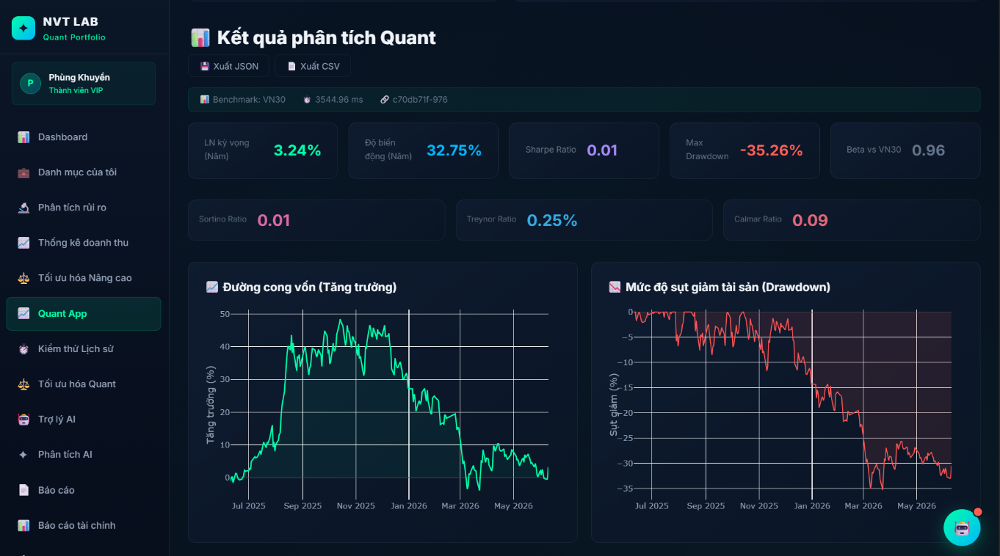 NVT LAB
Quant Portfolio
P
Phùng Khuyển
Thành viên VIP
Dashboard
Danh mục của tôi
Phân tích rủi ro
Thống kê doanh thu
Tối ưu hóa Nâng cao
Quant App
Kiểm thử Lịch sử
Tối ưu hóa Quant
Trợ lý AI
Phân tích AI
Báo cáo
Báo cáo tài chính
Kết quả phân tích Quant
Xuất JSON
Xuất CSV
Benchmark: VN30
3544.96 ms
c70db71f-976
LN kỳ vọng
(Năm)
3.24%
Độ biến
động (Năm)
32.75%
Sharpe Ratio
0.01
Max
Drawdown
-35.26%
Beta vs VN30
0.96
Sortino Ratio
0.01
Treynor Ratio
0.25%
Calmar Ratio
0.09
Đường cong vốn (Tăng trưởng)
Tăng trưởng (%)
50
40
30
20
10
0
Jul 2025
Sep 2025
Nov 2025
Jan 2026
Mar 2026
May 2026
Mức độ sụt giảm tài sản (Drawdown)
Sụt giảm (%)
0
−5
−10
−15
−20
−25
−30
−35
Jul 2025
Sep 2025
Nov 2025
Jan 2026
Mar 2026
May 2026